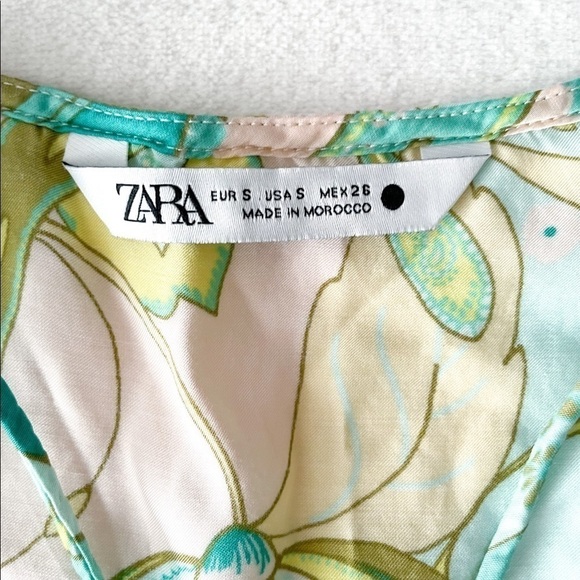 ZARA
EUR S . USA S MEX 26
MADE IN MOROCCO